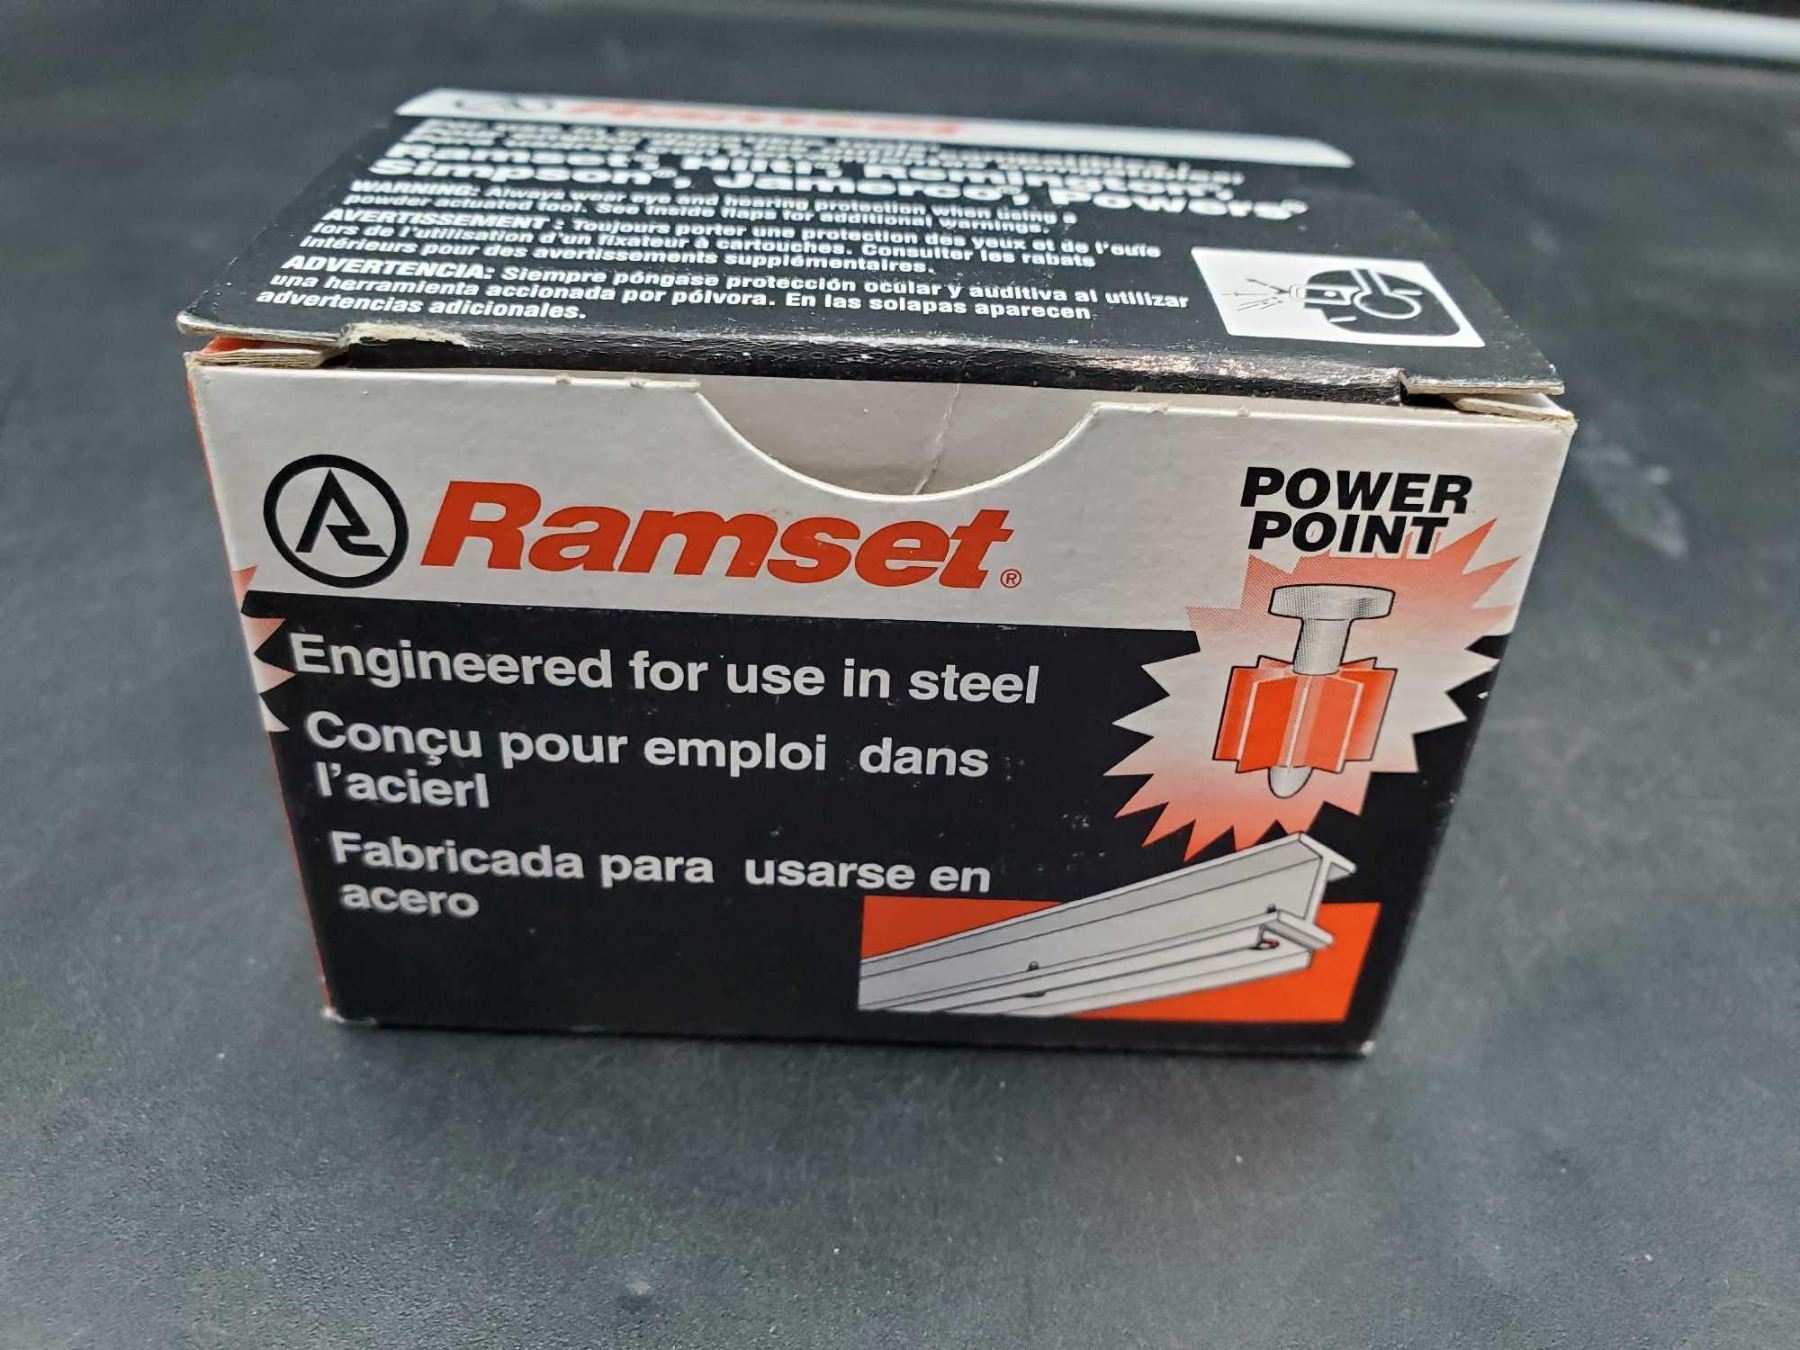 Ramset
For use in
Ramset®, Hilti®, Remington®,
Simpson®, Jamerco®, Powers®
WARNING: Always wear eye and hearing protection when using a
powder actuated tool. See inside flaps for additional warnings.
AVERTISSEMENT : Toujours porter une protection des yeux et de l'ouïe
lors de l'utilisation d'un fixateur à cartouches. Consulter les rabats
intérieurs pour des avertissements supplémentaires.
ADVERTENCIA: Siempre póngase protección ocular y auditiva al utilizar
una herramienta accionada por pólvora. En las solapas aparecen
advertencias adicionales.
Ramset®
POWER
POINT
Engineered for use in steel
Conçu pour emploi dans
l'acierl
Fabricada para usarse en
acero